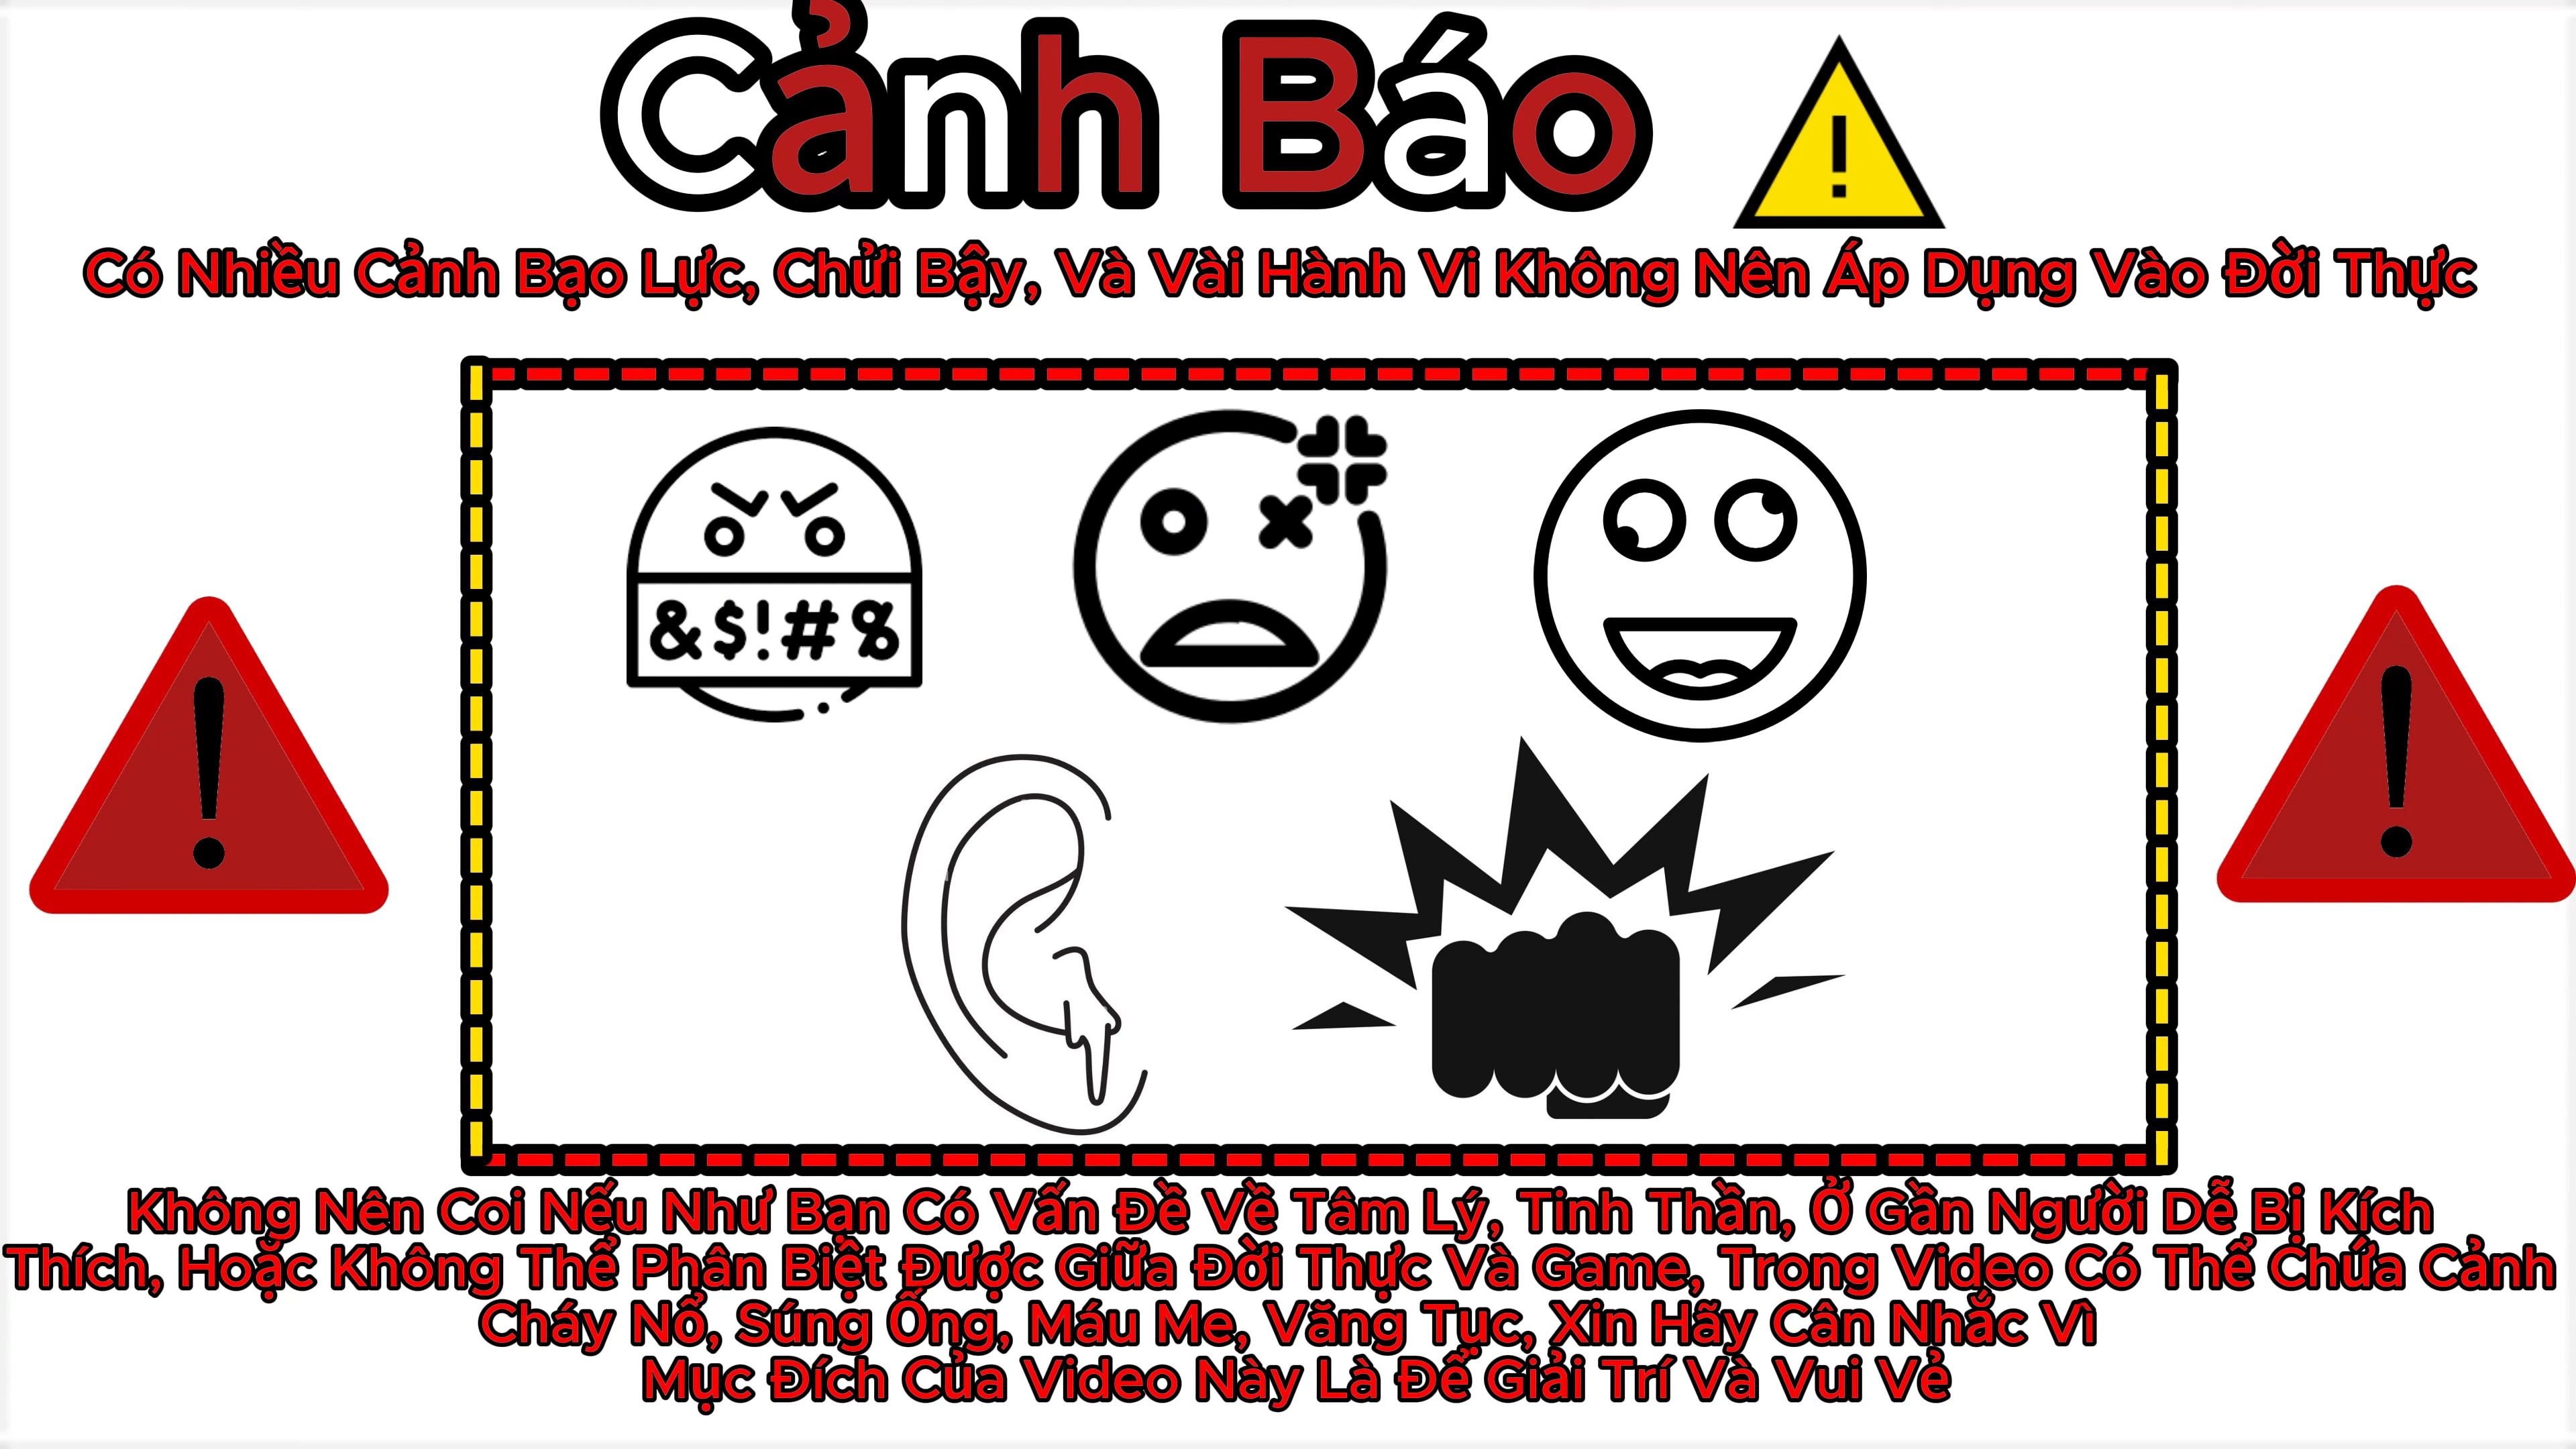 Cảnh Báo
Có Nhiều Cảnh Bạo Lực, Chửi Bậy, Và Vài Hành Vi Không Nên Áp Dụng Vào Đời Thực
&$!#%
Không Nên Coi Nếu Như Bạn Có Vấn Đề Về Tâm Lý, Tinh Thần, Ở Gần Người Dễ Bị Kích
Thích, Hoặc Không Thể Phân Biệt Được Giữa Đời Thực Và Game, Trong Video Có Thể Chứa Cảnh
Cháy Nổ, Súng Ống, Máu Me, Văng Tục, Xin Hãy Cân Nhắc Vì
Mục Đích Của Video Này Là Để Giải Trí Và Vui Vẻ